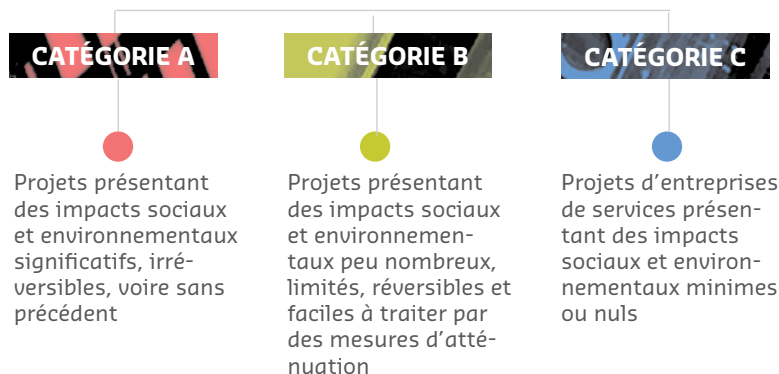 CATÉGORIE A
Projets présentant
des impacts sociaux
et environnementaux
significatifs, irré-
versibles, voire sans
précédent
CATÉGORIE B
Projets présentant
des impacts sociaux
et environnemen-
taux peu nombreux,
limités, réversibles et
faciles à traiter par
des mesures d'atté-
nuation
CATÉGORIE C
Projets d'entreprises
de services présen-
tant des impacts
sociaux et environ-
nementaux minimes
ou nuls